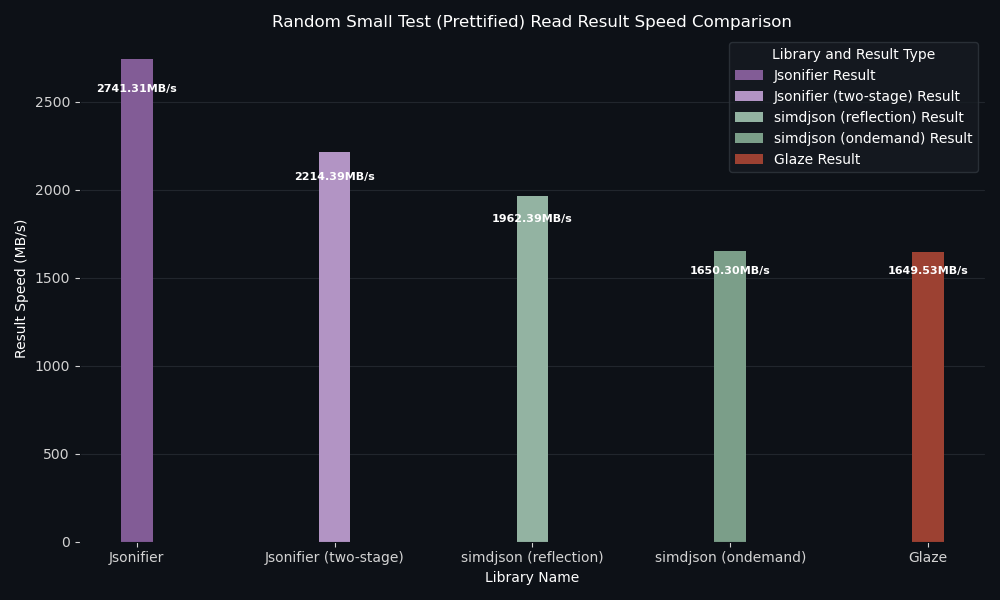 Random Small Test (Prettified) Read Result Speed Comparison
Library and Result Type
Jsonifier Result
Jsonifier (two-stage) Result
simdjson (reflection) Result
simdjson (ondemand) Result
Glaze Result
Result Speed (MB/s)
2500
2000
1500
1000
500
0
2741.31MB/s
2214.39MB/s
1962.39MB/s
1650.30MB/s
1649.53MB/s
Jsonifier
Jsonifier (two-stage)
simdjson (reflection)
simdjson (ondemand)
Glaze
Library Name